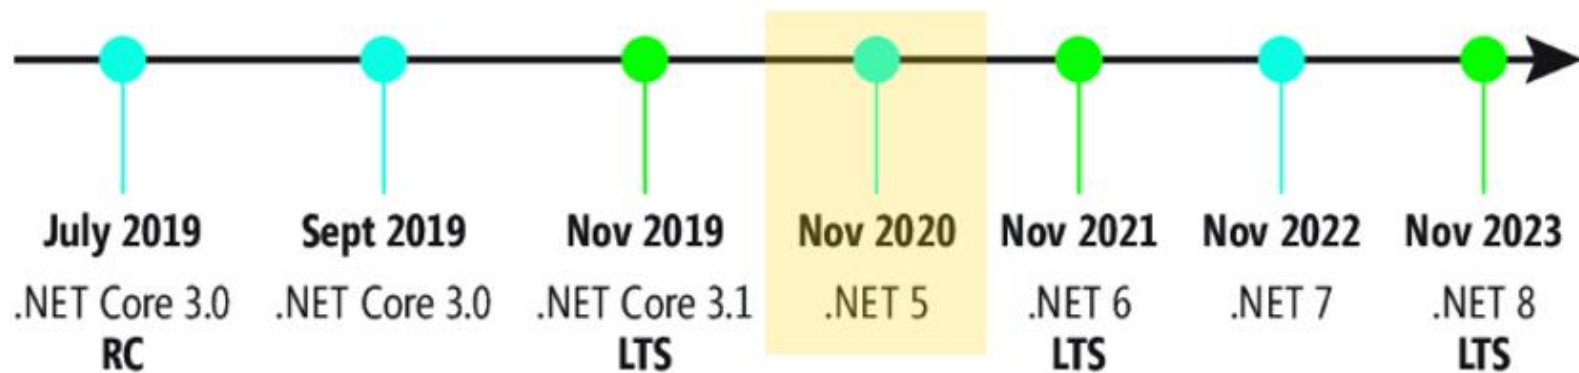 July 2019 Sept 2019 Nov 2019 Nov 2020 Nov 2021 Nov 2022 Nov 2023
.NET Core 3.0 .NET Core 3.0 .NET Core 3.1 .NET 5 .NET 6 .NET 7 .NET 8
RC LTS LTS LTS